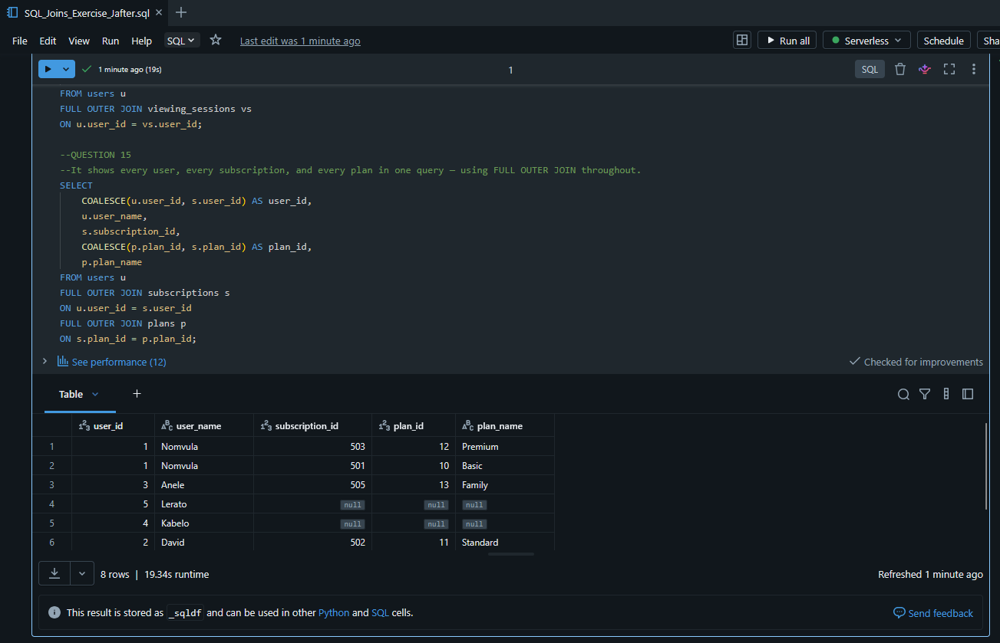 SQL_Joins_Exercise_Jafter.sql
File Edit View Run Help SQL Last edit was 1 minute ago Run all Serverless Schedule Sha
1 minute ago (19s) 1 SQL
FROM users u
FULL OUTER JOIN viewing_sessions vs
ON u.user_id = vs.user_id;
--QUESTION 15
--It shows every user, every subscription, and every plan in one query — using FULL OUTER JOIN throughout.
SELECT
COALESCE(u.user_id, s.user_id) AS user_id,
u.user_name,
s.subscription_id,
COALESCE(p.plan_id, s.plan_id) AS plan_id,
p.plan_name
FROM users u
FULL OUTER JOIN subscriptions s
ON u.user_id = s.user_id
FULL OUTER JOIN plans p
ON s.plan_id = p.plan_id;
See performance (12) Checked for improvements
Table
user_id user_name subscription_id plan_id plan_name
1 1 Nomvula 503 12 Premium
2 1 Nomvula 501 10 Basic
3 3 Anele 505 13 Family
4 5 Lerato null null null
5 4 Kabelo null null null
6 2 David 502 11 Standard
8 rows | 19.34s runtime Refreshed 1 minute ago
This result is stored as _sqldf and can be used in other Python and SQL cells. Send feedback